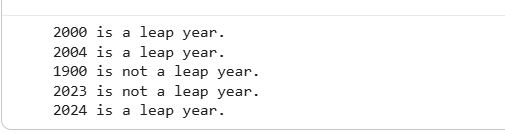 2000 is a leap year.
2004 is a leap year.
1900 is not a leap year.
2023 is not a leap year.
2024 is a leap year.